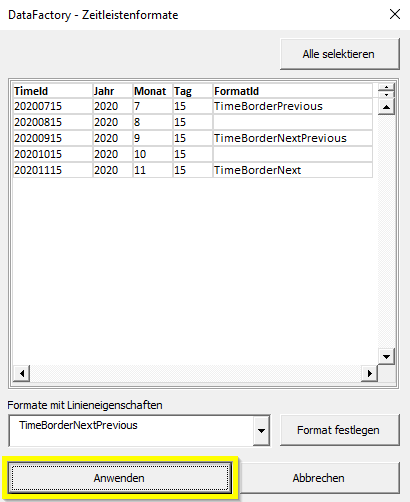 DataFactory - Zeitleistenformate
Alle selektieren
TimeId Jahr Monat Tag FormatId
20200715 2020 7 15 TimeBorderPrevious
20200815 2020 8 15
20200915 2020 9 15 TimeBorderNextPrevious
20201015 2020 10 15
20201115 2020 11 15 TimeBorderNext
Formate mit Linieneigenschaften
TimeBorderNextPrevious
Format festlegen
Anwenden
Abbrechen